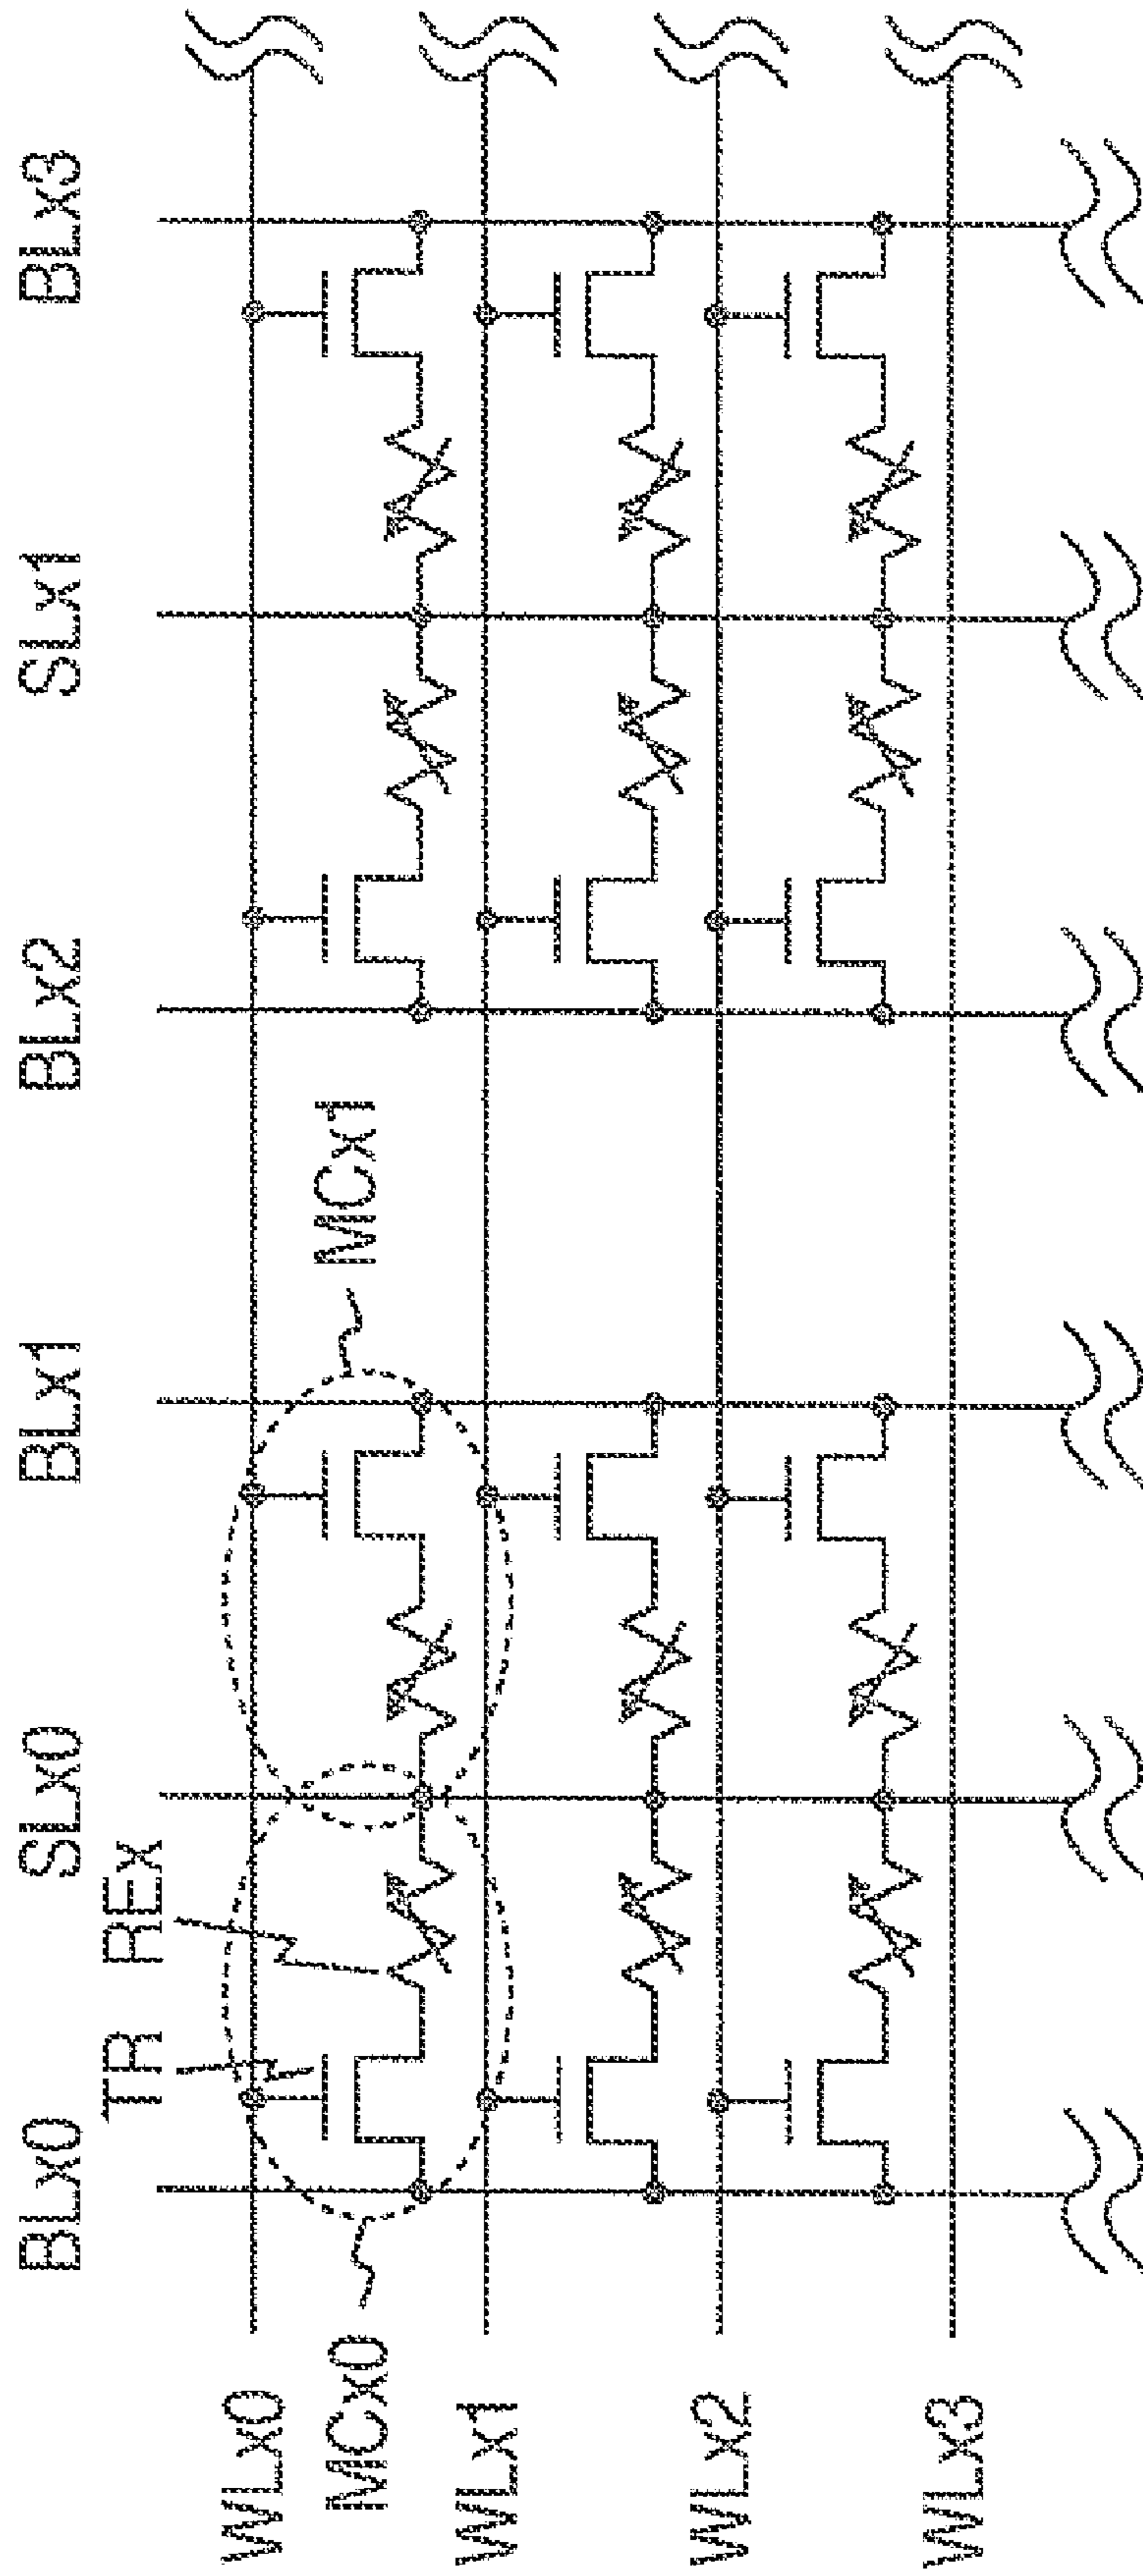 BLx0 SLx0 BLx1 BLx2 SLx1 BLx3
TR REx
WLx0
MCx0 MCx1
WLx1
WLx2
WLx3